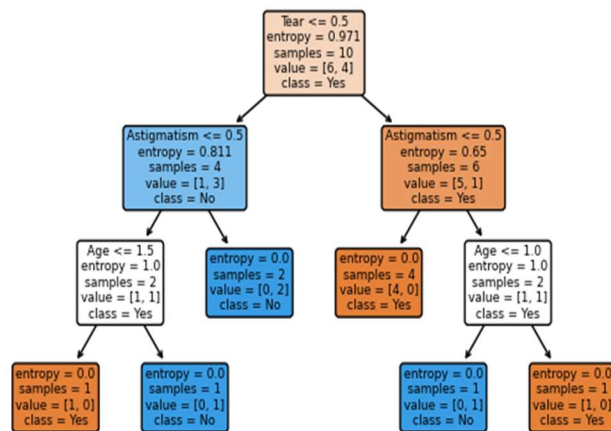 Tear <= 0.5
entropy = 0.971
samples = 10
value = [6, 4]
class = Yes
Astigmatism <= 0.5
entropy = 0.811
samples = 4
value = [1, 3]
class = No
Astigmatism <= 0.5
entropy = 0.65
samples = 6
value = [5, 1]
class = Yes
Age <= 1.5
entropy = 1.0
samples = 2
value = [1, 1]
class = Yes
entropy = 0.0
samples = 2
value = [0, 2]
class = No
entropy = 0.0
samples = 4
value = [4, 0]
class = Yes
Age <= 1.0
entropy = 1.0
samples = 2
value = [1, 1]
class = Yes
entropy = 0.0
samples = 1
value = [1, 0]
class = Yes
entropy = 0.0
samples = 1
value = [0, 1]
class = No
entropy = 0.0
samples = 1
value = [0, 1]
class = No
entropy = 0.0
samples = 1
value = [1, 0]
class = Yes